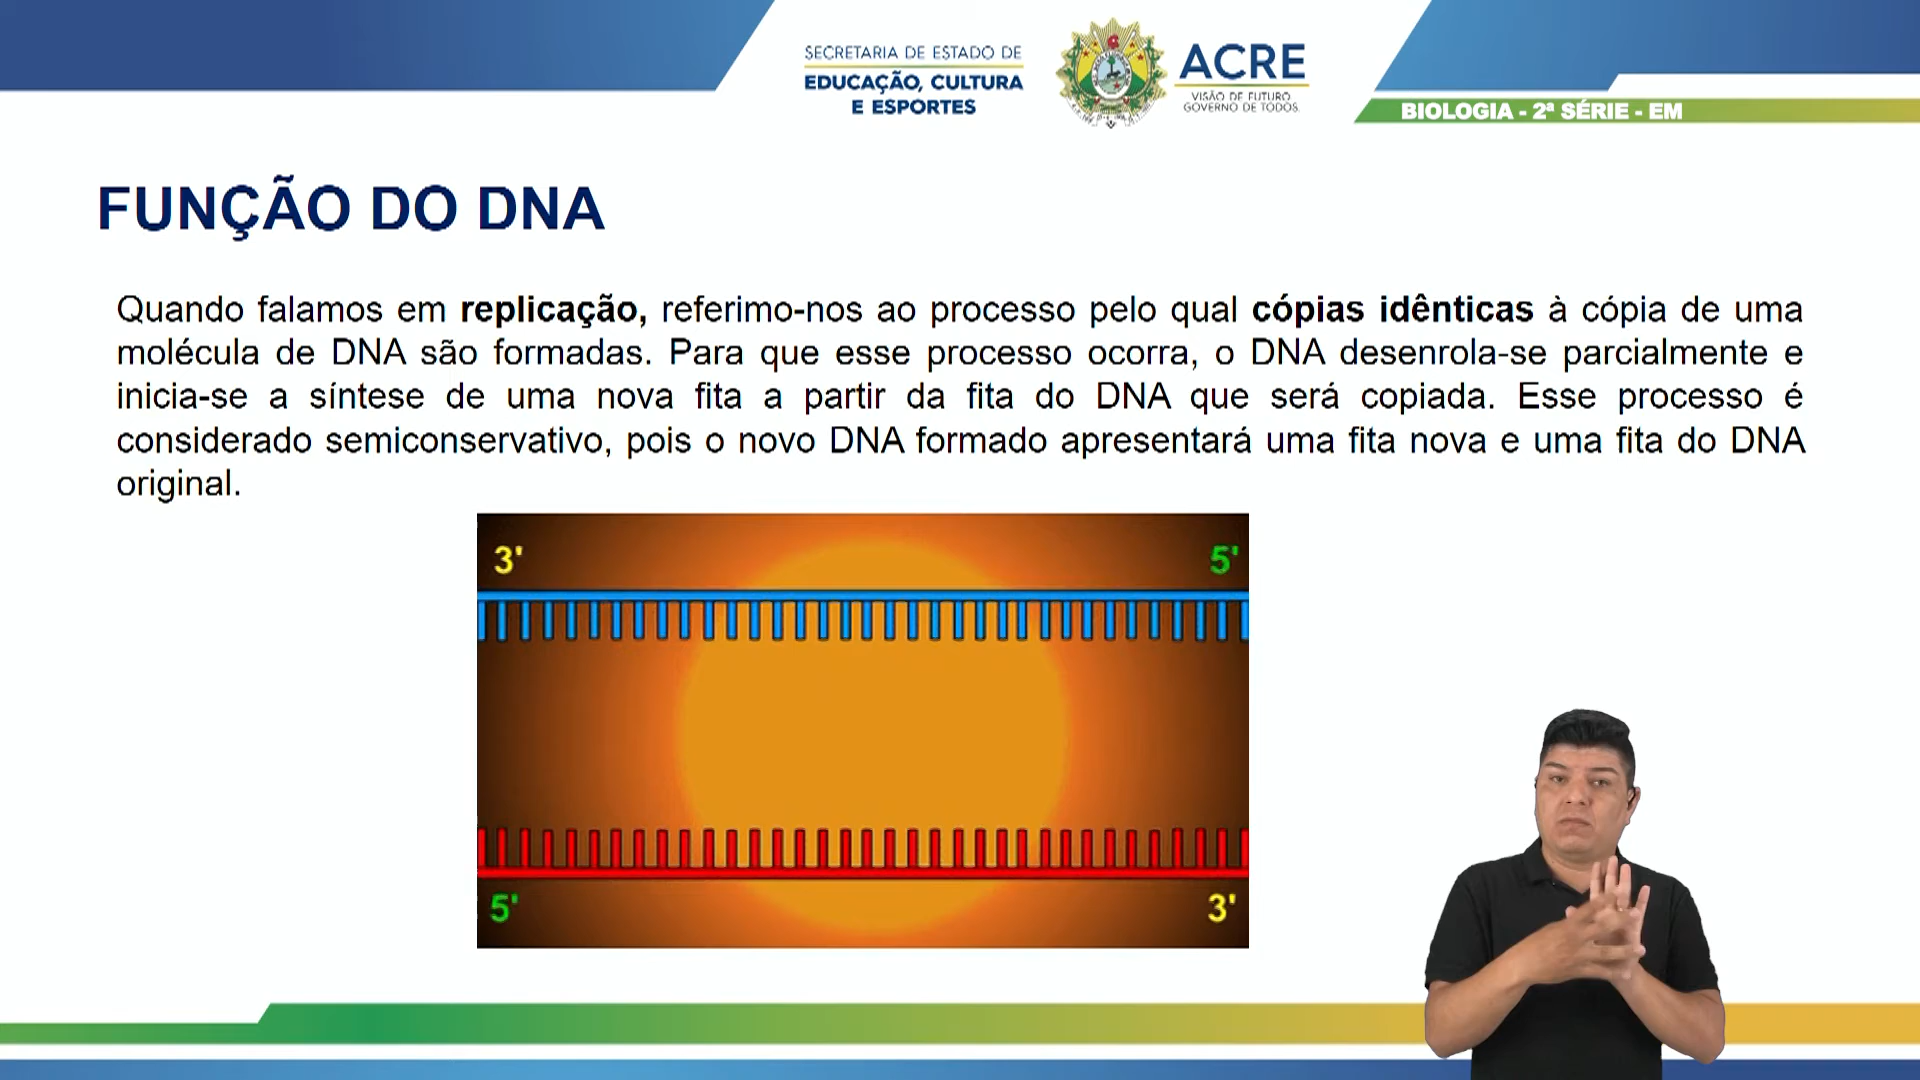 SECRETARIA DE ESTADO DE
EDUCAÇÃO, CULTURA
E ESPORTES
ACRE
VISÃO DE FUTURO
GOVERNO DE TODOS
BIOLOGIA - 2ª SÉRIE - EM
FUNÇÃO DO DNA
Quando falamos em replicação, referimo-nos ao processo pelo qual cópias idênticas à cópia de uma
molécula de DNA são formadas. Para que esse processo ocorra, o DNA desenrola-se parcialmente e
inicia-se a síntese de uma nova fita a partir da fita do DNA que será copiada. Esse processo é
considerado semiconservativo, pois o novo DNA formado apresentará uma fita nova e uma fita do DNA
original.
3' 5'
5' 3'